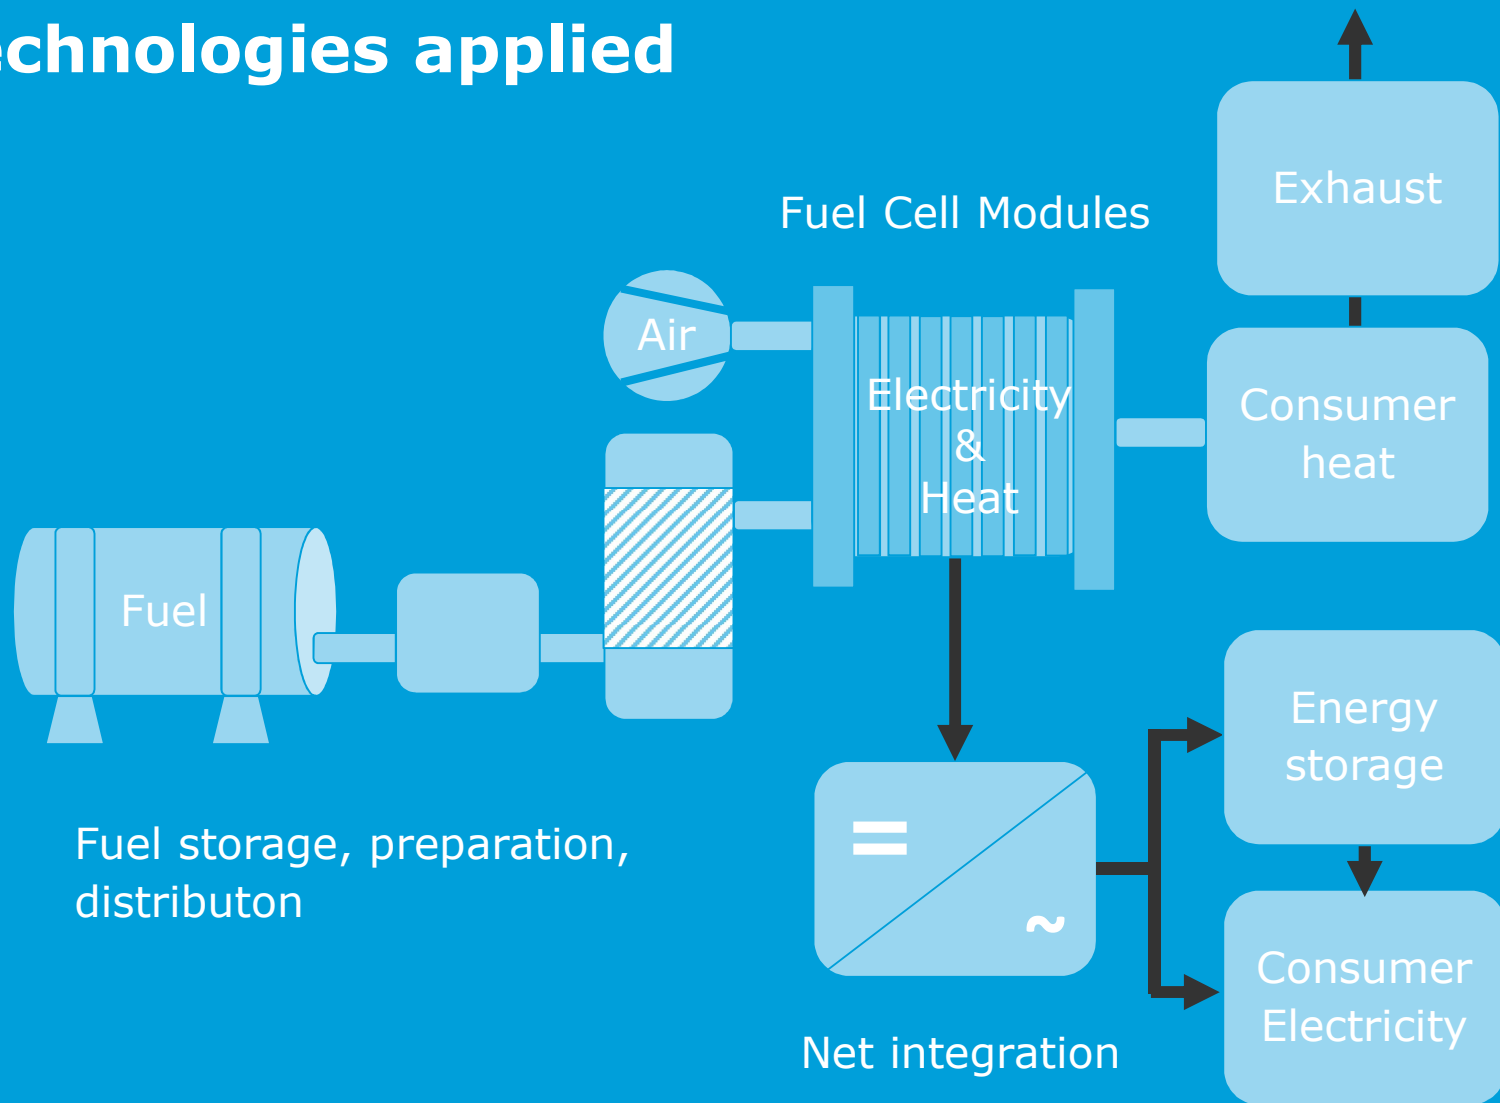 echnologies applied
Exhaust
Fuel Cell Modules
Air
Electricity
&
Heat
Consumer
heat
Fuel
Energy
storage
=
~
Fuel storage, preparation,
distributon
Consumer
Electricity
Net integration